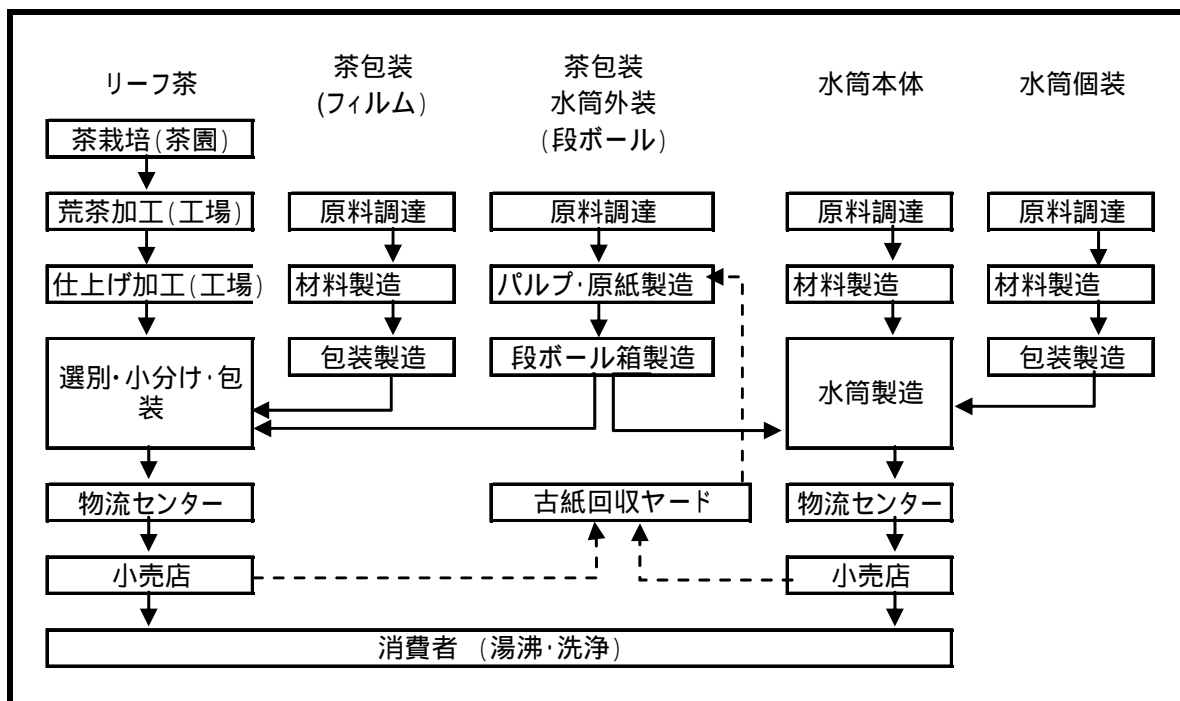 リーフ茶
茶包装
(フィルム)
茶包装
水筒外装
(段ボール)
水筒本体
水筒個装
茶栽培(茶園)
荒茶加工(工場)
原料調達
原料調達
原料調達
原料調達
仕上げ加工(工場)
材料製造
パルプ・原紙製造
材料製造
材料製造
選別・小分け・包
装
包装製造
段ボール箱製造
水筒製造
包装製造
物流センター
古紙回収ヤード
物流センター
小売店
小売店
消費者 (湯沸・洗浄)